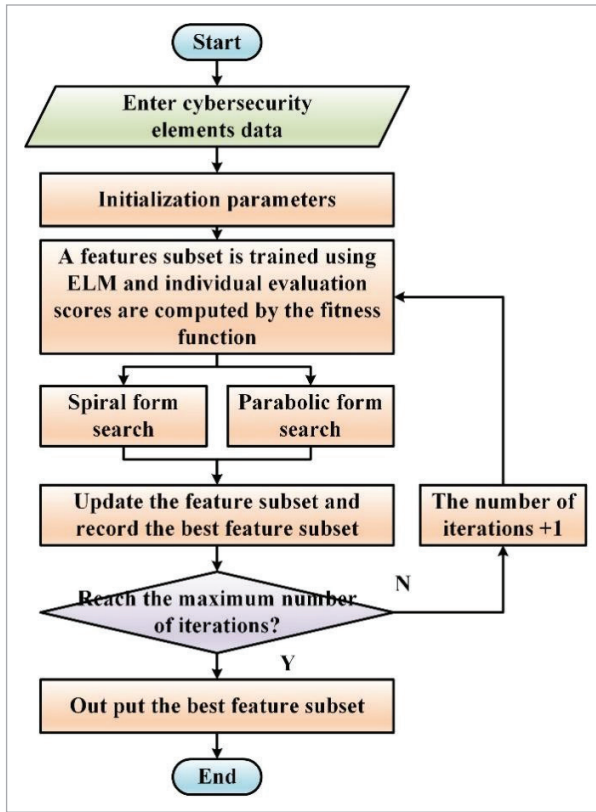 Start
Enter cybersecurity
elements data
Initialization parameters
A features subset is trained using
ELM and individual evaluation
scores are computed by the fitness
function
Spiral form
search
Parabolic form
search
Update the feature subset and
record the best feature subset
The number of
iterations +1
Reach the maximum number
of iterctions?
N
Y
Out put the best feature subset
End